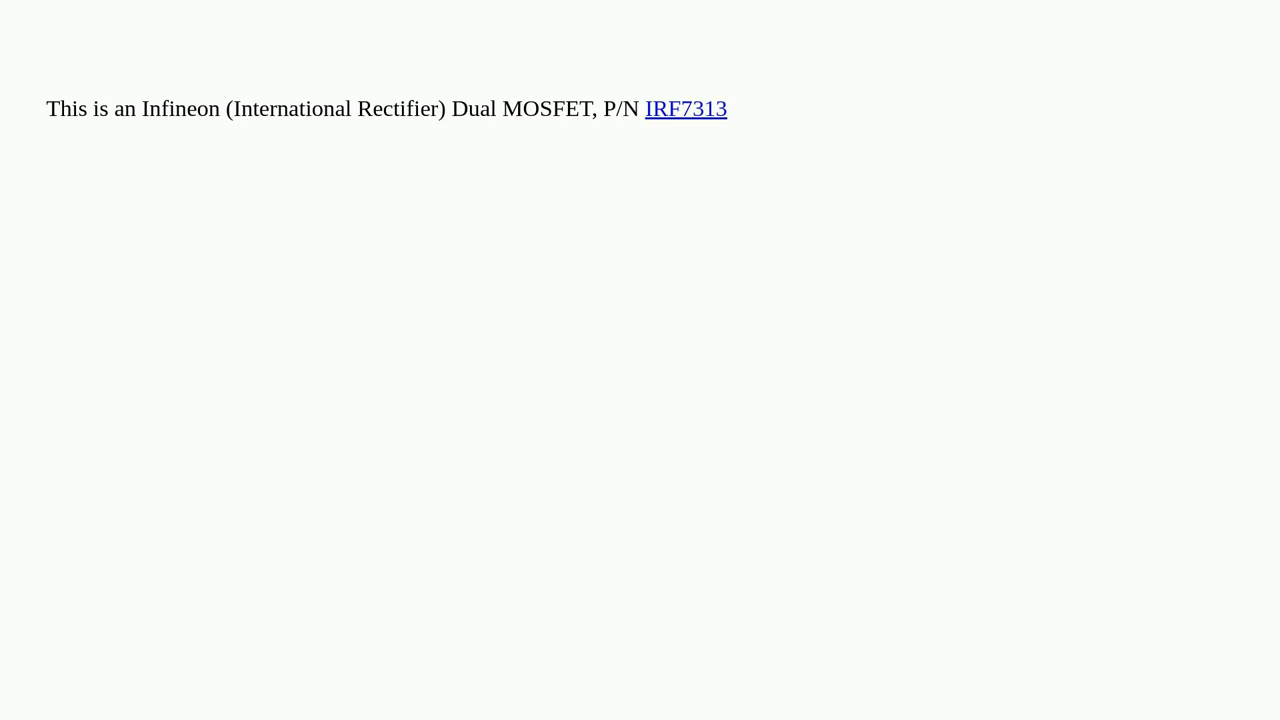 This is an Infineon (International Rectifier) Dual MOSFET, P/N IRF7313